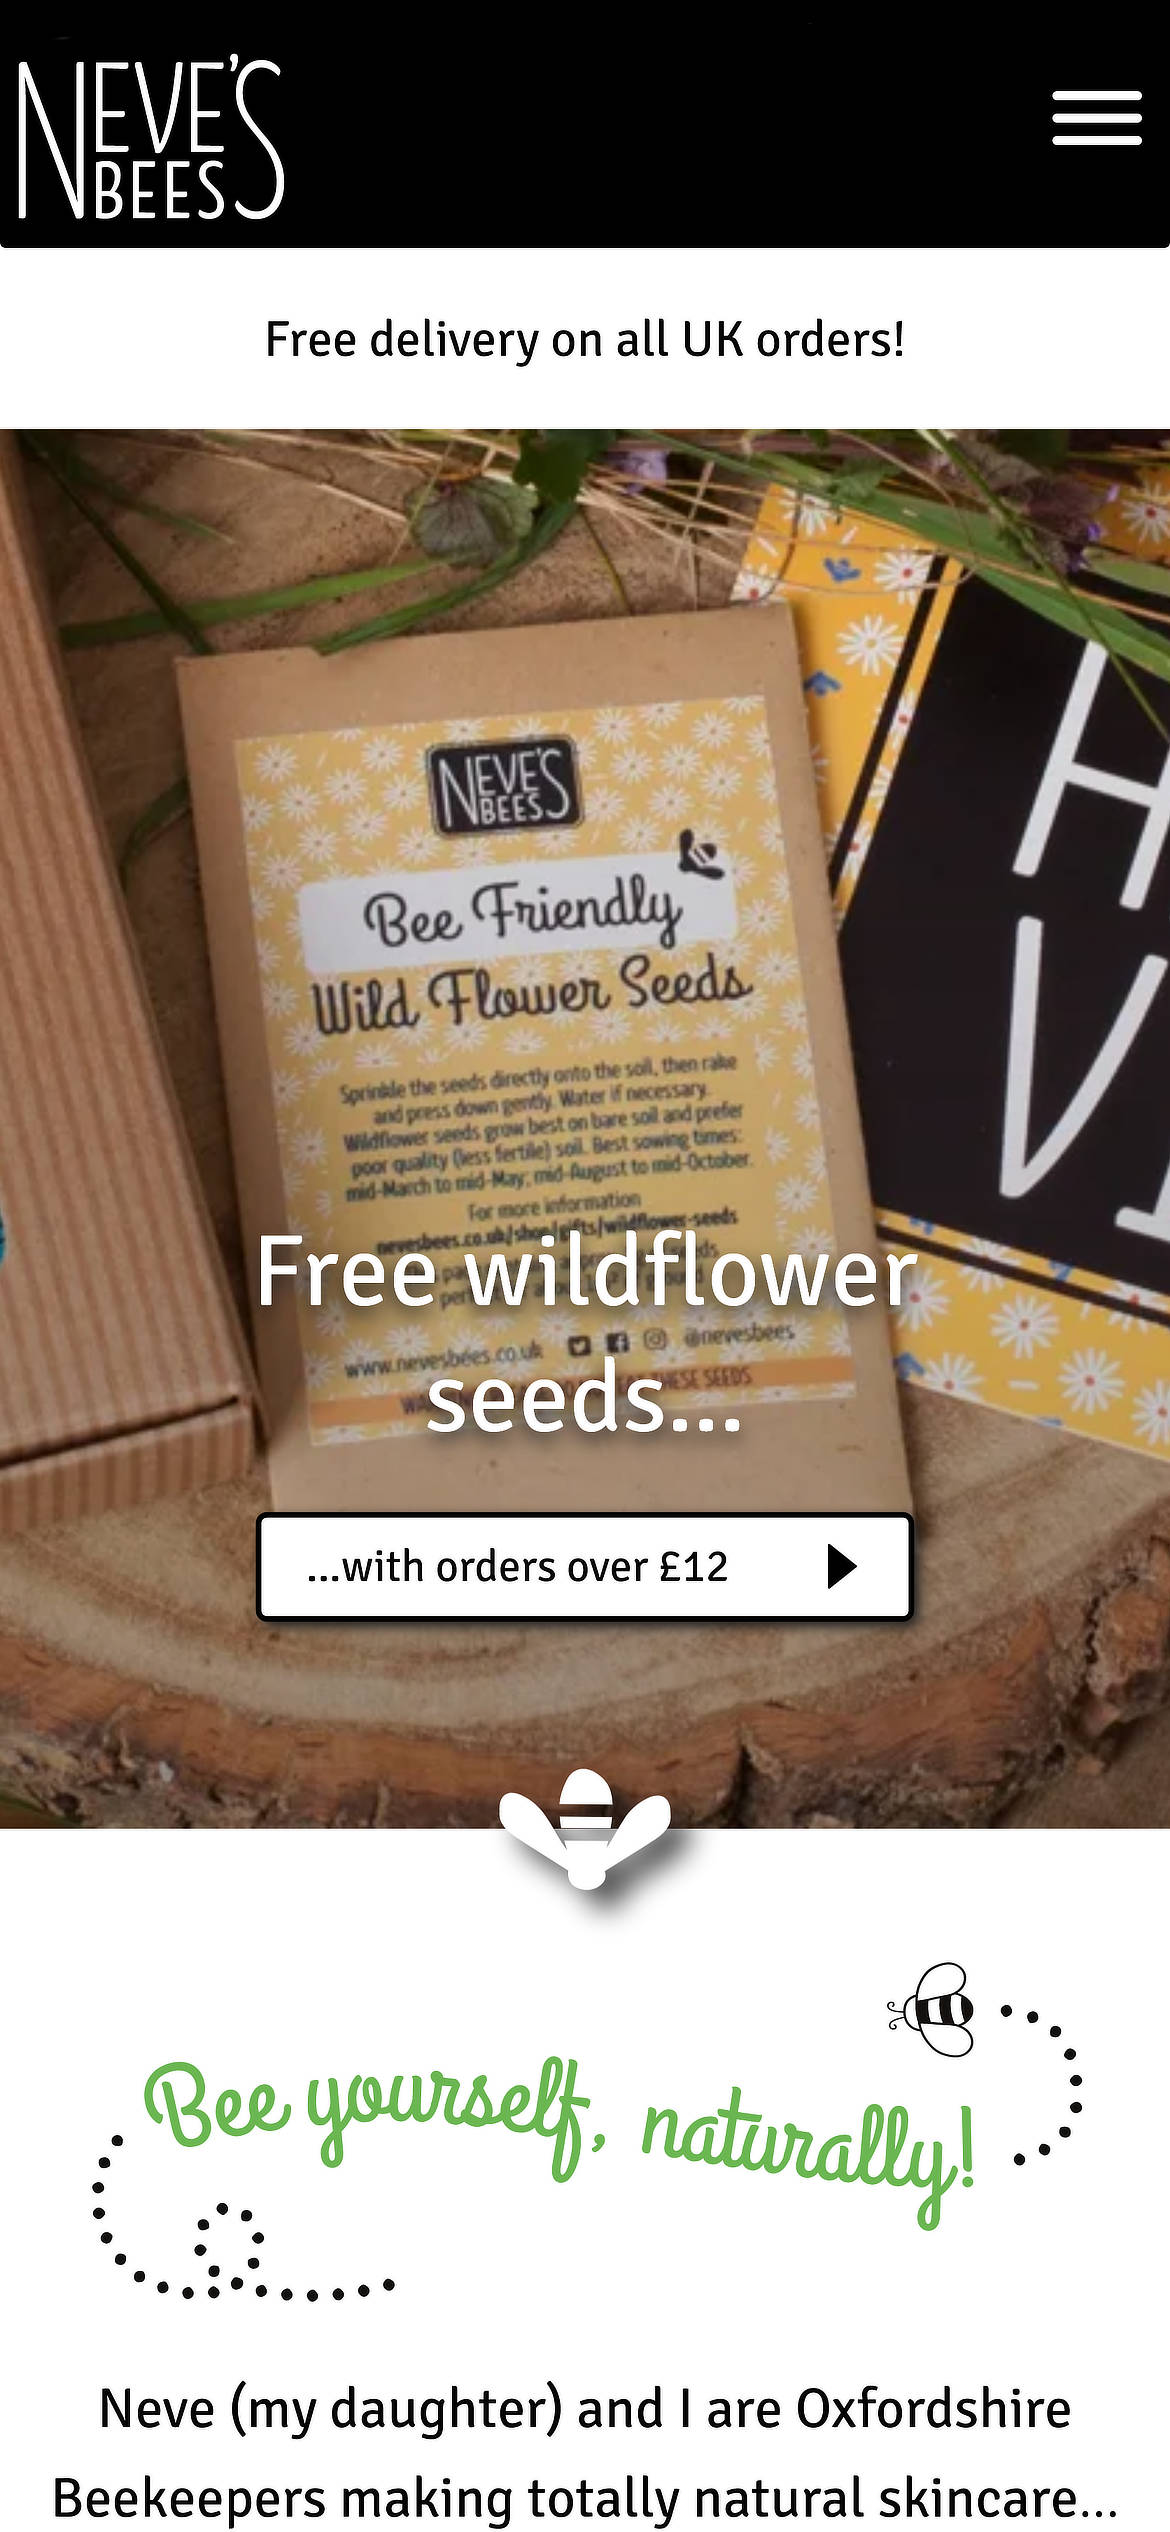 NEVE'S
BEES
Free delivery on all UK orders!
NEVE'S
BEES
Bee Friendly
Wild Flower Seeds
Sprinkle the seeds directly onto the soil, then rake
and press down gently. Water if necessary.
Wildflower seeds grow best on bare soil and prefer
poor quality (less fertile) soil. Best sowing times:
mid-March to mid-May; mid-August to mid-October.
For more information
nevesbees.co.uk/shop/gifts/wildflower-seeds
Free wildflower
www.nevesbees.co.uk @nevesbees
THESE SEEDS
seeds...
H
V
...with orders over £12
Bee yourself, naturally!
Neve (my daughter) and I are Oxfordshire
Beekeepers making totally natural skincare...